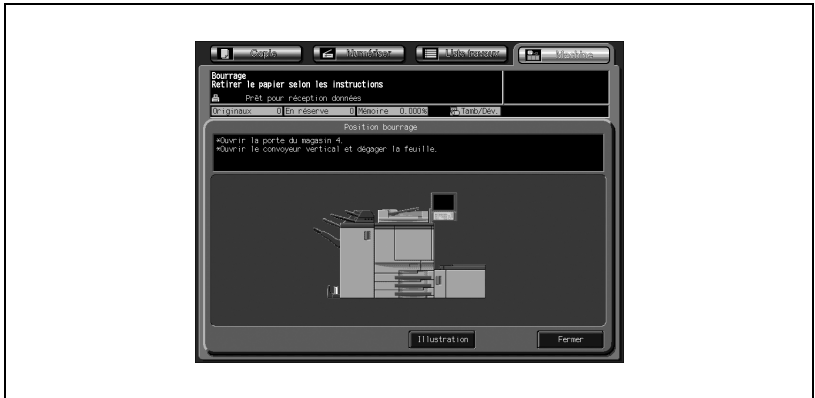 Copie Numériser Liste travaux Machine
Bourrage
Retirer le papier selon les instructions
Prêt pour réception données
Originaux 0 En réserve 0 Mémoire 0.000% Tamb/Dév.
Position bourrage
*Ouvrir la porte du magasin 4.
*Ouvrir le convoyeur vertical et dégager la feuille.
Illustration Fermer